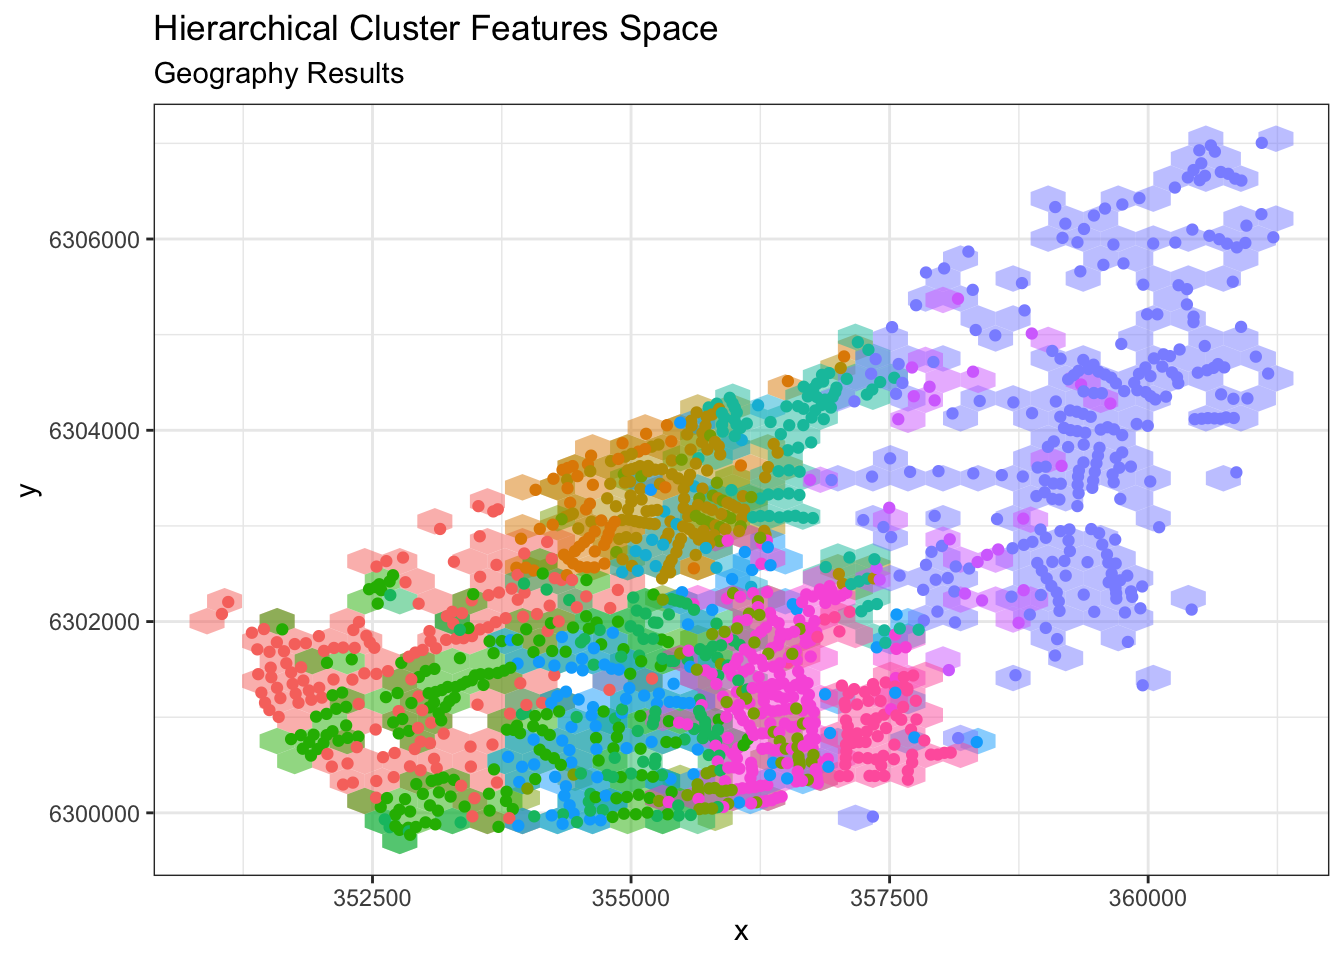 Hierarchical Cluster Features Space
Geography Results
6306000
6304000
6302000
6300000
y
352500 355000 357500 360000
x